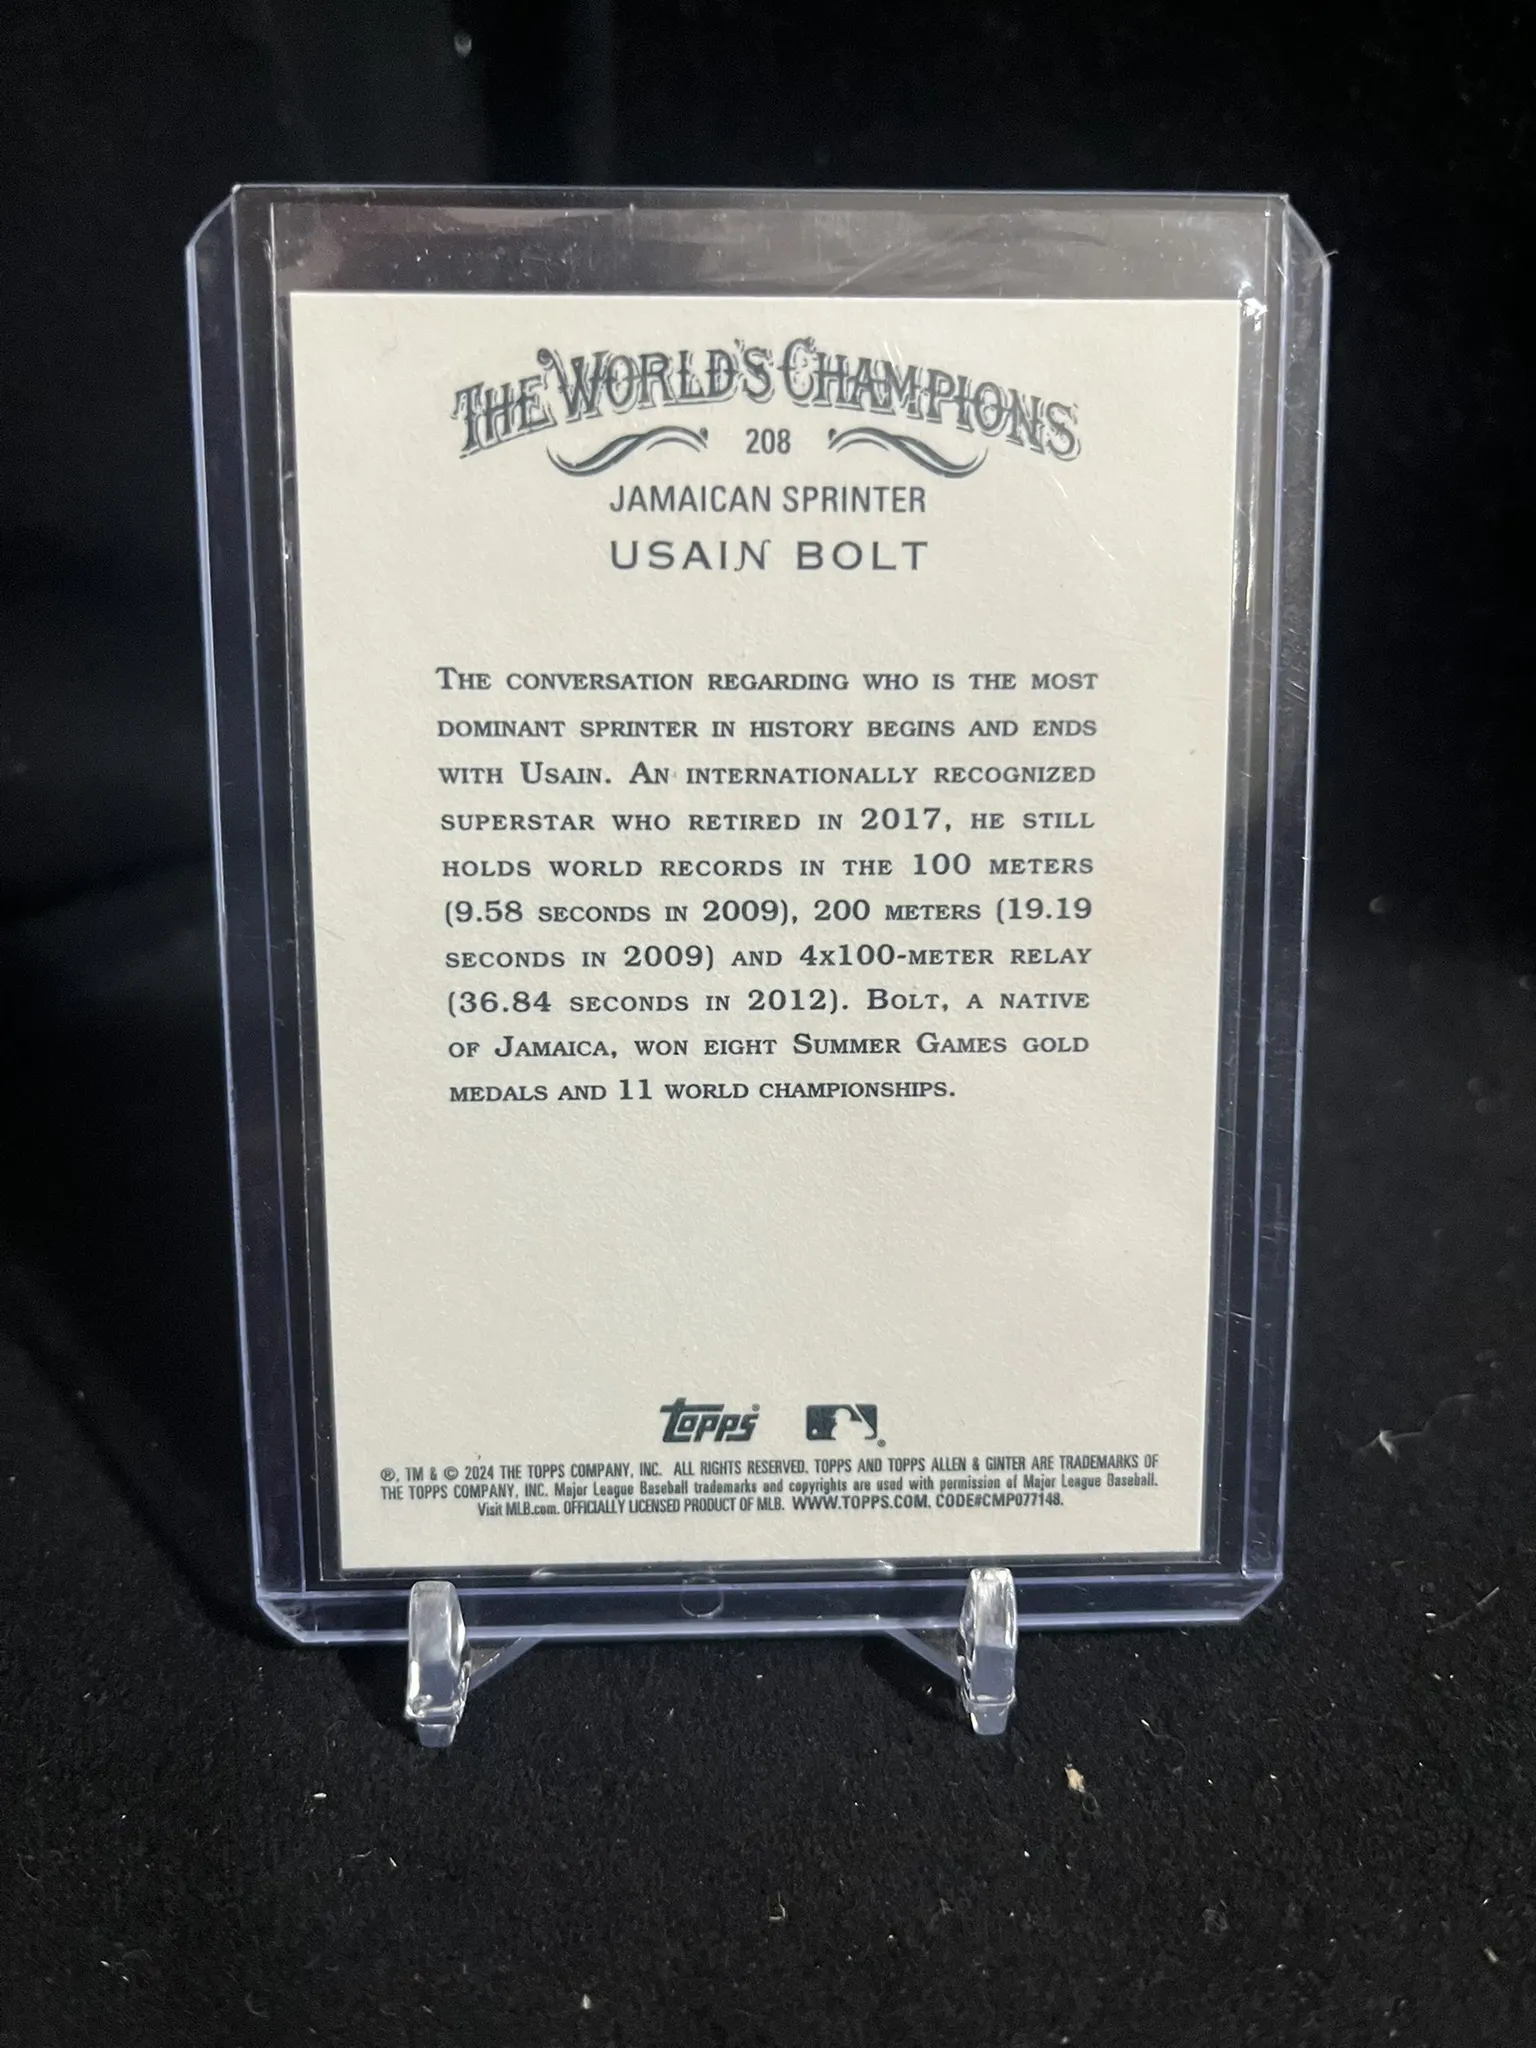 THE WORLD'S CHAMPIONS
208
JAMAICAN SPRINTER
USAIN BOLT
THE CONVERSATION REGARDING WHO IS THE MOST
DOMINANT SPRINTER IN HISTORY BEGINS AND ENDS
WITH USAIN. AN INTERNATIONALLY RECOGNIZED
SUPERSTAR WHO RETIRED IN 2017, HE STILL
HOLDS WORLD RECORDS IN THE 100 METERS
(9.58 SECONDS IN 2009), 200 METERS (19.19
SECONDS IN 2009) AND 4X100-METER RELAY
(36.84 SECONDS IN 2012). BOLT, A NATIVE
OF JAMAICA, WON EIGHT SUMMER GAMES GOLD
MEDALS AND 11 WORLD CHAMPIONSHIPS.
topps®
®
®, TM & © 2024 THE TOPPS COMPANY, INC. ALL RIGHTS RESERVED. TOPPS AND TOPPS ALLEN & GINTER ARE TRADEMARKS OF
THE TOPPS COMPANY, INC. Major League Baseball trademarks and copyrights are used with permission of Major League Baseball.
Visit MLB.com. OFFICIALLY LICENSED PRODUCT OF MLB. WWW.TOPPS.COM. CODE#CMP077148.